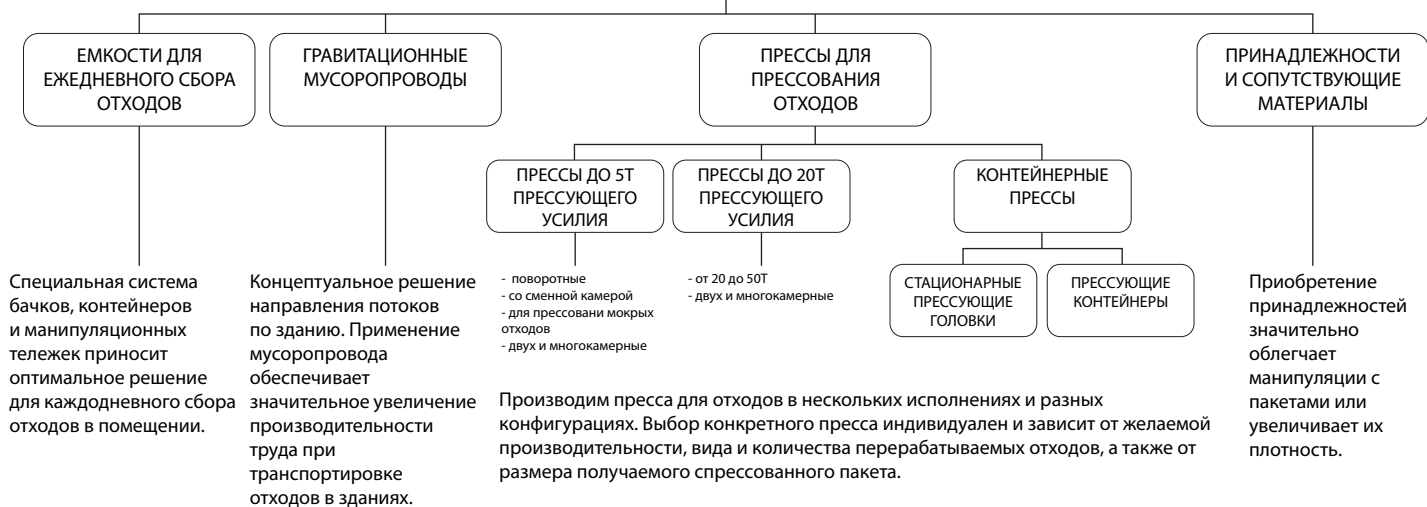 ЕМКОСТИ ДЛЯ
ЕЖЕДНЕВНОГО СБОРА
ОТХОДОВ
ГРАВИТАЦИОННЫЕ
МУСОРОПРОВОДЫ
ПРЕССЫ ДЛЯ
ПРЕССОВАНИЯ
ОТХОДОВ
ПРИНАДЛЕЖНОСТИ
И СОПУТСТВУЮЩИЕ
МАТЕРИАЛЫ
ПРЕССЫ ДО 5Т
ПРЕССУЮЩЕГО
УСИЛИЯ
ПРЕССЫ ДО 20Т
ПРЕССУЮЩЕГО
УСИЛИЯ
КОНТЕЙНЕРНЫЕ
ПРЕССЫ
Специальная система
бачков, контейнеров
и манипуляционных
тележек приносит
оптимальное решение
для каждодневного сбора
отходов в помещении.
Концептуальное решение
направления потоков
по зданию. Применение
мусоропровода
обеспечивает
значительное увеличение
производительности
труда при
транспортировке
отходов в зданиях.
- поворотные
- со сменной камерой
- для прессовани мокрых
отходов
- двух и многокамерные
- от 20 до 50Т
- двух и многокамерные
СТАЦИОНАРНЫЕ
ПРЕССУЮЩИЕ
ГОЛОВКИ
ПРЕССУЮЩИЕ
КОНТЕЙНЕРЫ
Производим пресса для отходов в нескольких исполнениях и разных
конфигурациях. Выбор конкретного пресса индивидуален и зависит от желаемой
производительности, вида и количества перерабатываемых отходов, а также от
размера получаемого спрессованного пакета.
Приобретение
принадлежностей
значительно
облегчает
манипуляции с
пакетами или
увеличивает их
плотность.